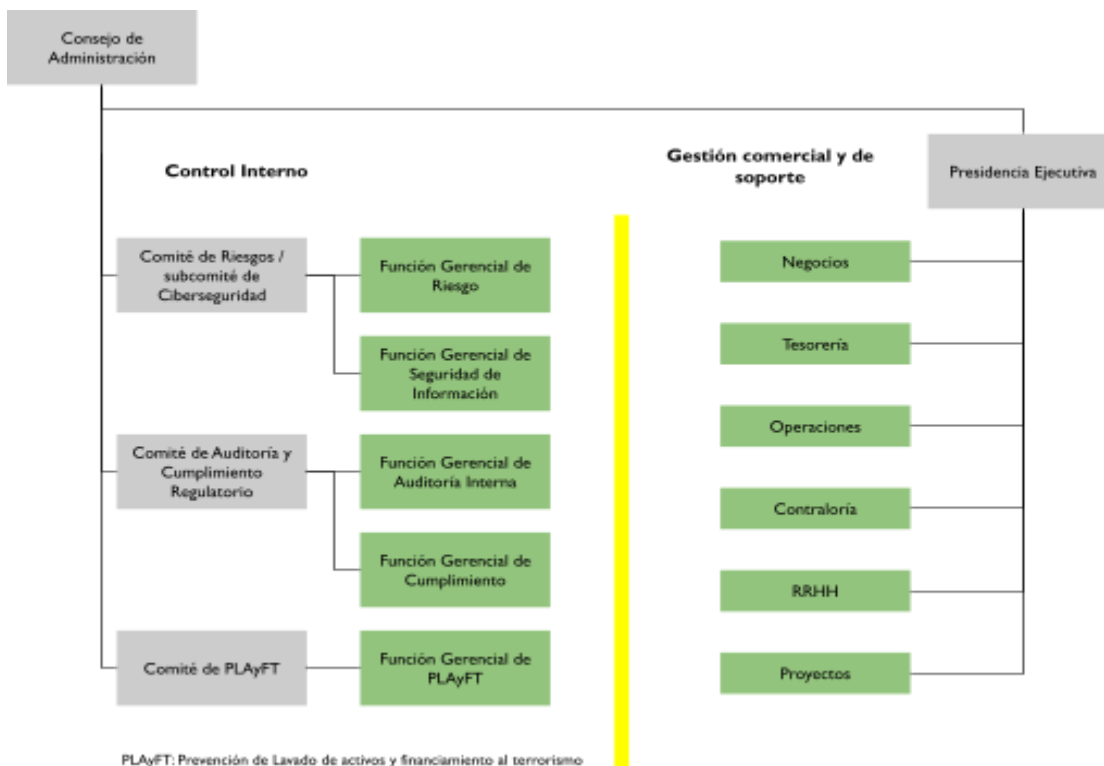 Consejo de
Administración
Control Interno
Gestión comercial y de
soporte
Presidencia Ejecutiva
Comité de Riesgos /
subcomité de
Ciberseguridad
Función Gerencial de
Riesgo
Función Gerencial de
Seguridad de
Información
Comité de Auditoría y
Cumplimiento
Regulatorio
Función Gerencial de
Auditoría Interna
Función Gerencial de
Cumplimiento
Comité de PLAyFT
Función Gerencial de
PLAyFT
Negocios
Tesorería
Operaciones
Contraloría
RRHH
Proyectos
PLAyFT: Prevención de Lavado de activos y financiamiento al terrorismo